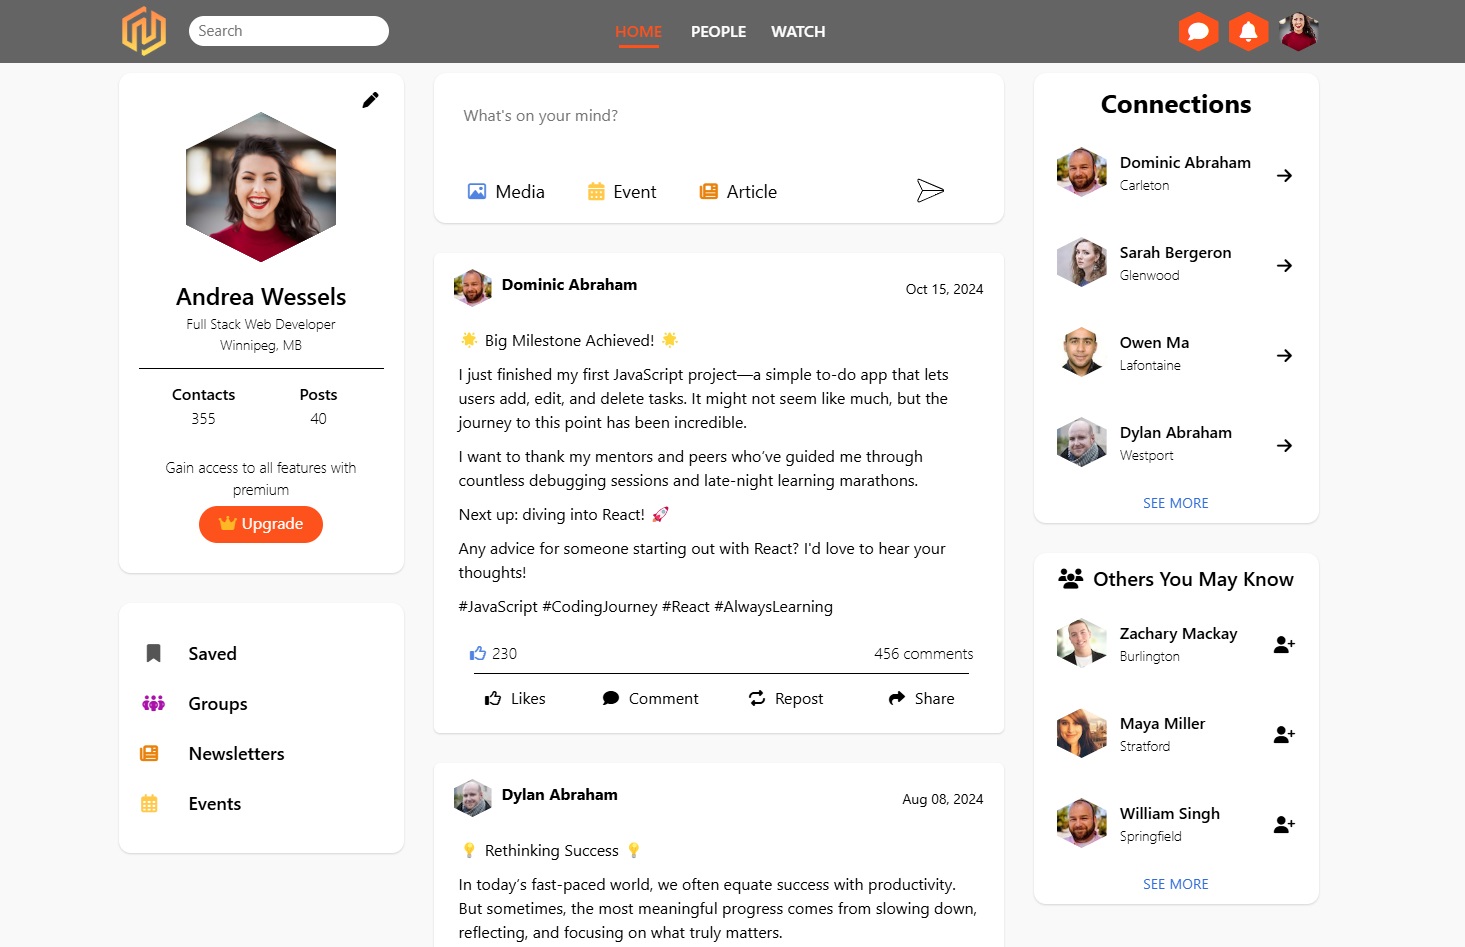 Search
HOME
PEOPLE
WATCH
Andrea Wessels
Full Stack Web Developer
Winnipeg, MB
Contacts
355
Posts
40
Gain access to all features with
premium
Upgrade
Saved
Groups
Newsletters
Events
What's on your mind?
Media
Event
Article
Dominic Abraham
Oct 15, 2024
🌟 Big Milestone Achieved! 🌟
I just finished my first JavaScript project—a simple to-do app that lets
users add, edit, and delete tasks. It might not seem like much, but the
journey to this point has been incredible.
I want to thank my mentors and peers who’ve guided me through
countless debugging sessions and late-night learning marathons.
Next up: diving into React! 🚀
Any advice for someone starting out with React? I'd love to hear your
thoughts!
#JavaScript #CodingJourney #React #AlwaysLearning
230
456 comments
Likes
Comment
Repost
Share
Dylan Abraham
Aug 08, 2024
💡 Rethinking Success 💡
In today’s fast-paced world, we often equate success with productivity.
But sometimes, the most meaningful progress comes from slowing down,
reflecting, and focusing on what truly matters.
Connections
Dominic Abraham
Carleton
Sarah Bergeron
Glenwood
Owen Ma
Lafontaine
Dylan Abraham
Westport
SEE MORE
Others You May Know
Zachary Mackay
Burlington
Maya Miller
Stratford
William Singh
Springfield
SEE MORE